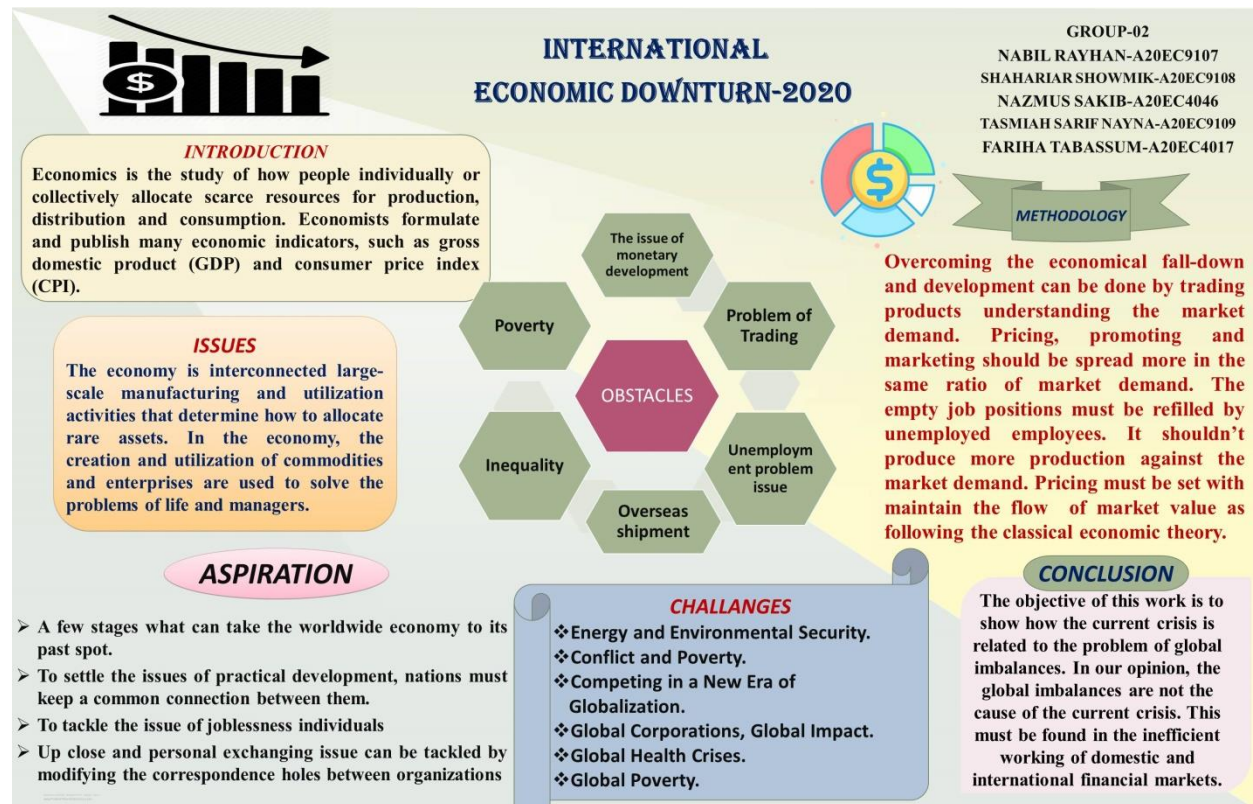 INTERNATIONAL
ECONOMIC DOWNTURN-2020
GROUP-02
NABIL RAYHAN-A20EC9107
SHAHARIAR SHOWMIK-A20EC9108
NAZMUS SAKIB-A20EC4046
TASMIAH SARIF NAYNA-A20EC9109
FARIHA TABASSUM-A20EC4017
$
INTRODUCTION
Economics is the study of how people individually or
collectively allocate scarce resources for production,
distribution and consumption. Economists formulate
and publish many economic indicators, such as gross
domestic product (GDP) and consumer price index
(CPI).
ISSUES
The economy is interconnected large-
scale manufacturing and utilization
activities that determine how to allocate
rare assets. In the economy, the
creation and utilization of commodities
and enterprises are used to solve the
problems of life and managers.
ASPIRATION
➢ A few stages what can take the worldwide economy to its
past spot.
➢ To settle the issues of practical development, nations must
keep a common connection between them.
➢ To tackle the issue of joblessness individuals
➢ Up close and personal exchanging issue can be tackled by
modifying the correspondence holes between organizations
$
The issue of
monetary
development
Poverty
Problem of
Trading
OBSTACLES
Inequality
Unemploym
ent problem
issue
Overseas
shipment
CHALLANGES
❖Energy and Environmental Security.
❖Conflict and Poverty.
❖Competing in a New Era of
Globalization.
❖Global Corporations, Global Impact.
❖Global Health Crises.
❖Global Poverty.
METHODOLOGY
Overcoming the economical fall-down
and development can be done by trading
products understanding the market
demand. Pricing, promoting and
marketing should be spread more in the
same ratio of market demand. The
empty job positions must be refilled by
unemployed employees. It shouldn't
produce more production against the
market demand. Pricing must be set with
maintain the flow of market value as
following the classical economic theory.
CONCLUSION
The objective of this work is to
show how the current crisis is
related to the problem of global
imbalances. In our opinion, the
global imbalances are not the
cause of the current crisis. This
must be found in the inefficient
working of domestic and
international financial markets.